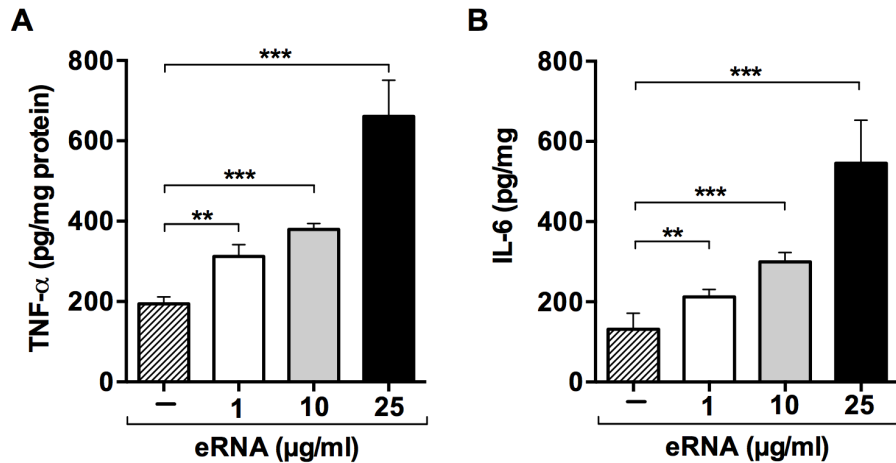 A
TNF-α (pg/mg protein)
800
600
400
200
0
***
***
**
– 1 10 25
eRNA (µg/ml)
B
IL-6 (pg/mg)
800
600
400
200
0
***
***
**
– 1 10 25
eRNA (µg/ml)